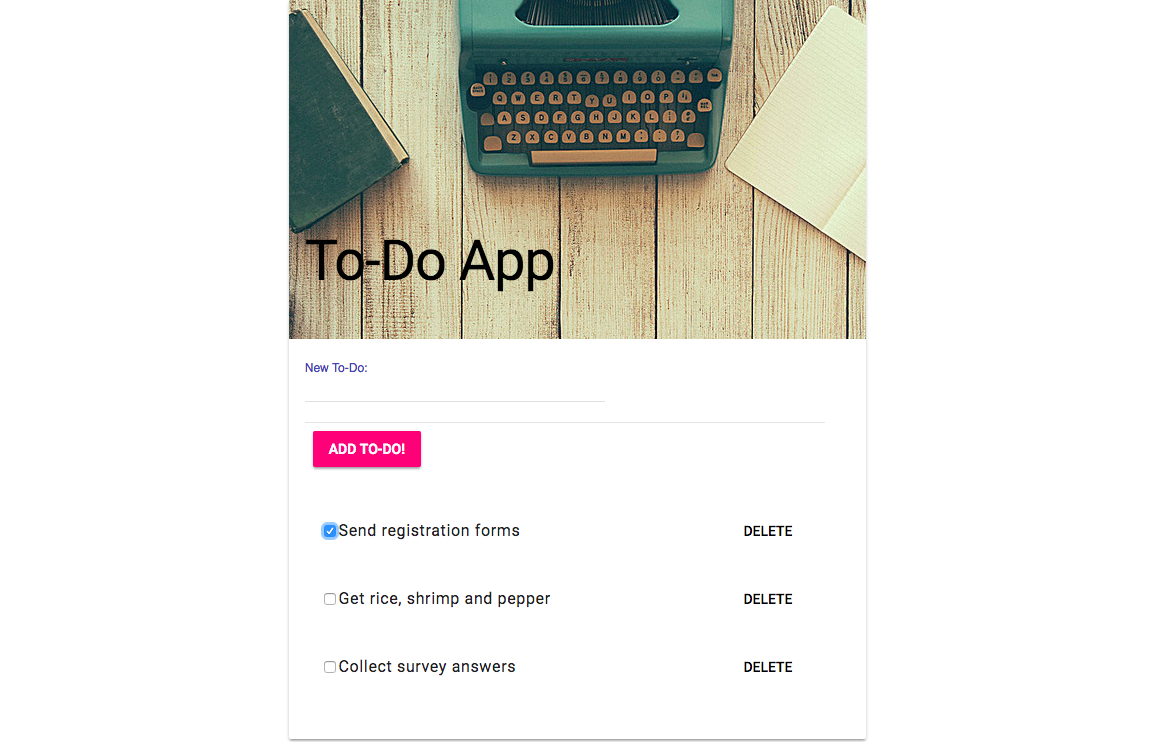 Q W E R T Y U I O P
A S D F G H J K L
Z X C V B N M
To-Do App
New To-Do:
ADD TO-DO!
Send registration forms DELETE
Get rice, shrimp and pepper DELETE
Collect survey answers DELETE